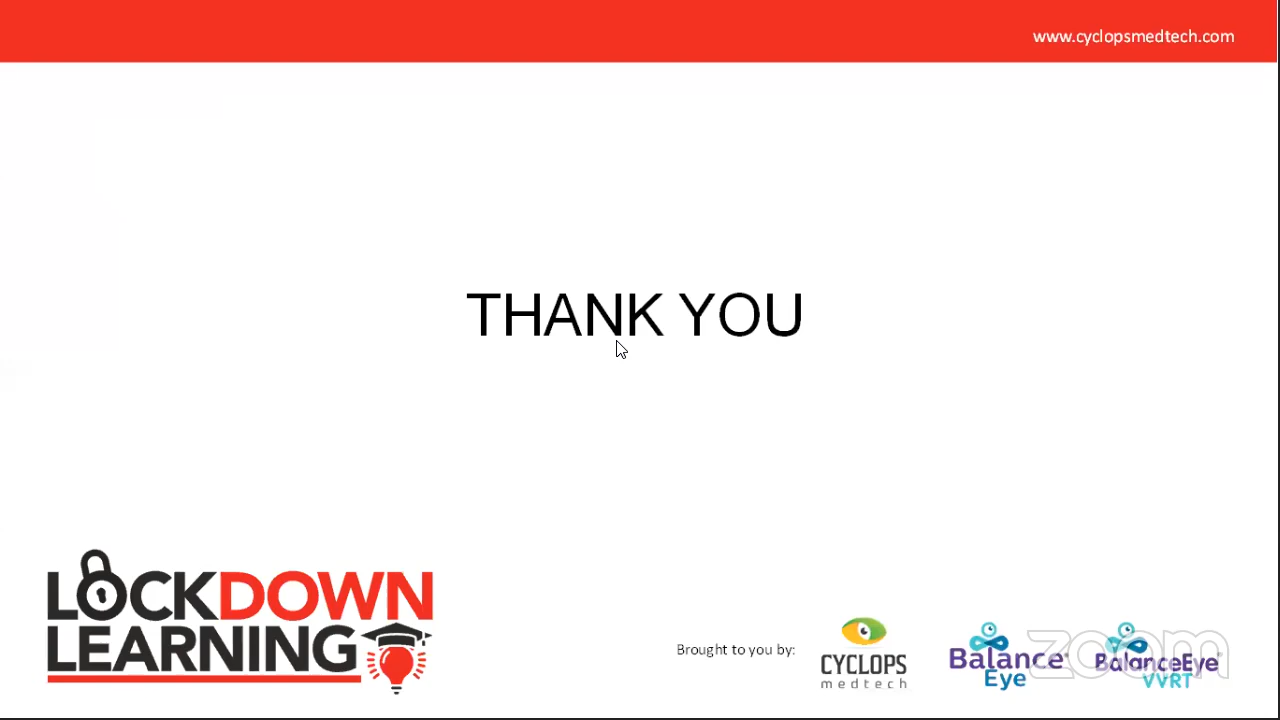 www.cyclopsmedtech.com
THANK YOU
LOCKDOWN
LEARNING
Brought to you by:
CYCLOPS
medtech
Balance
Eye
BalanceEye
VVRT
zoom